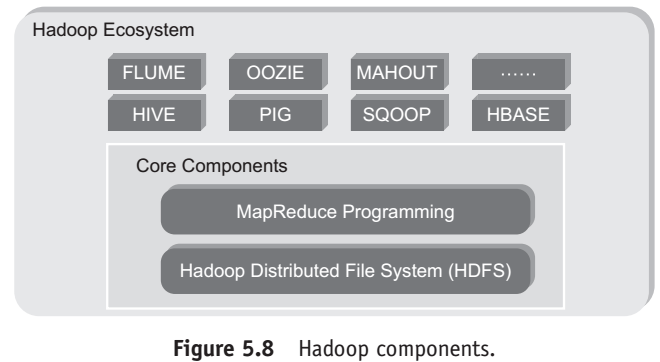 Hadoop Ecosystem
FLUME OOZIE MAHOUT ......
HIVE PIG SQOOP HBASE
Core Components
MapReduce Programming
Hadoop Distributed File System (HDFS)
Figure 5.8 Hadoop components.